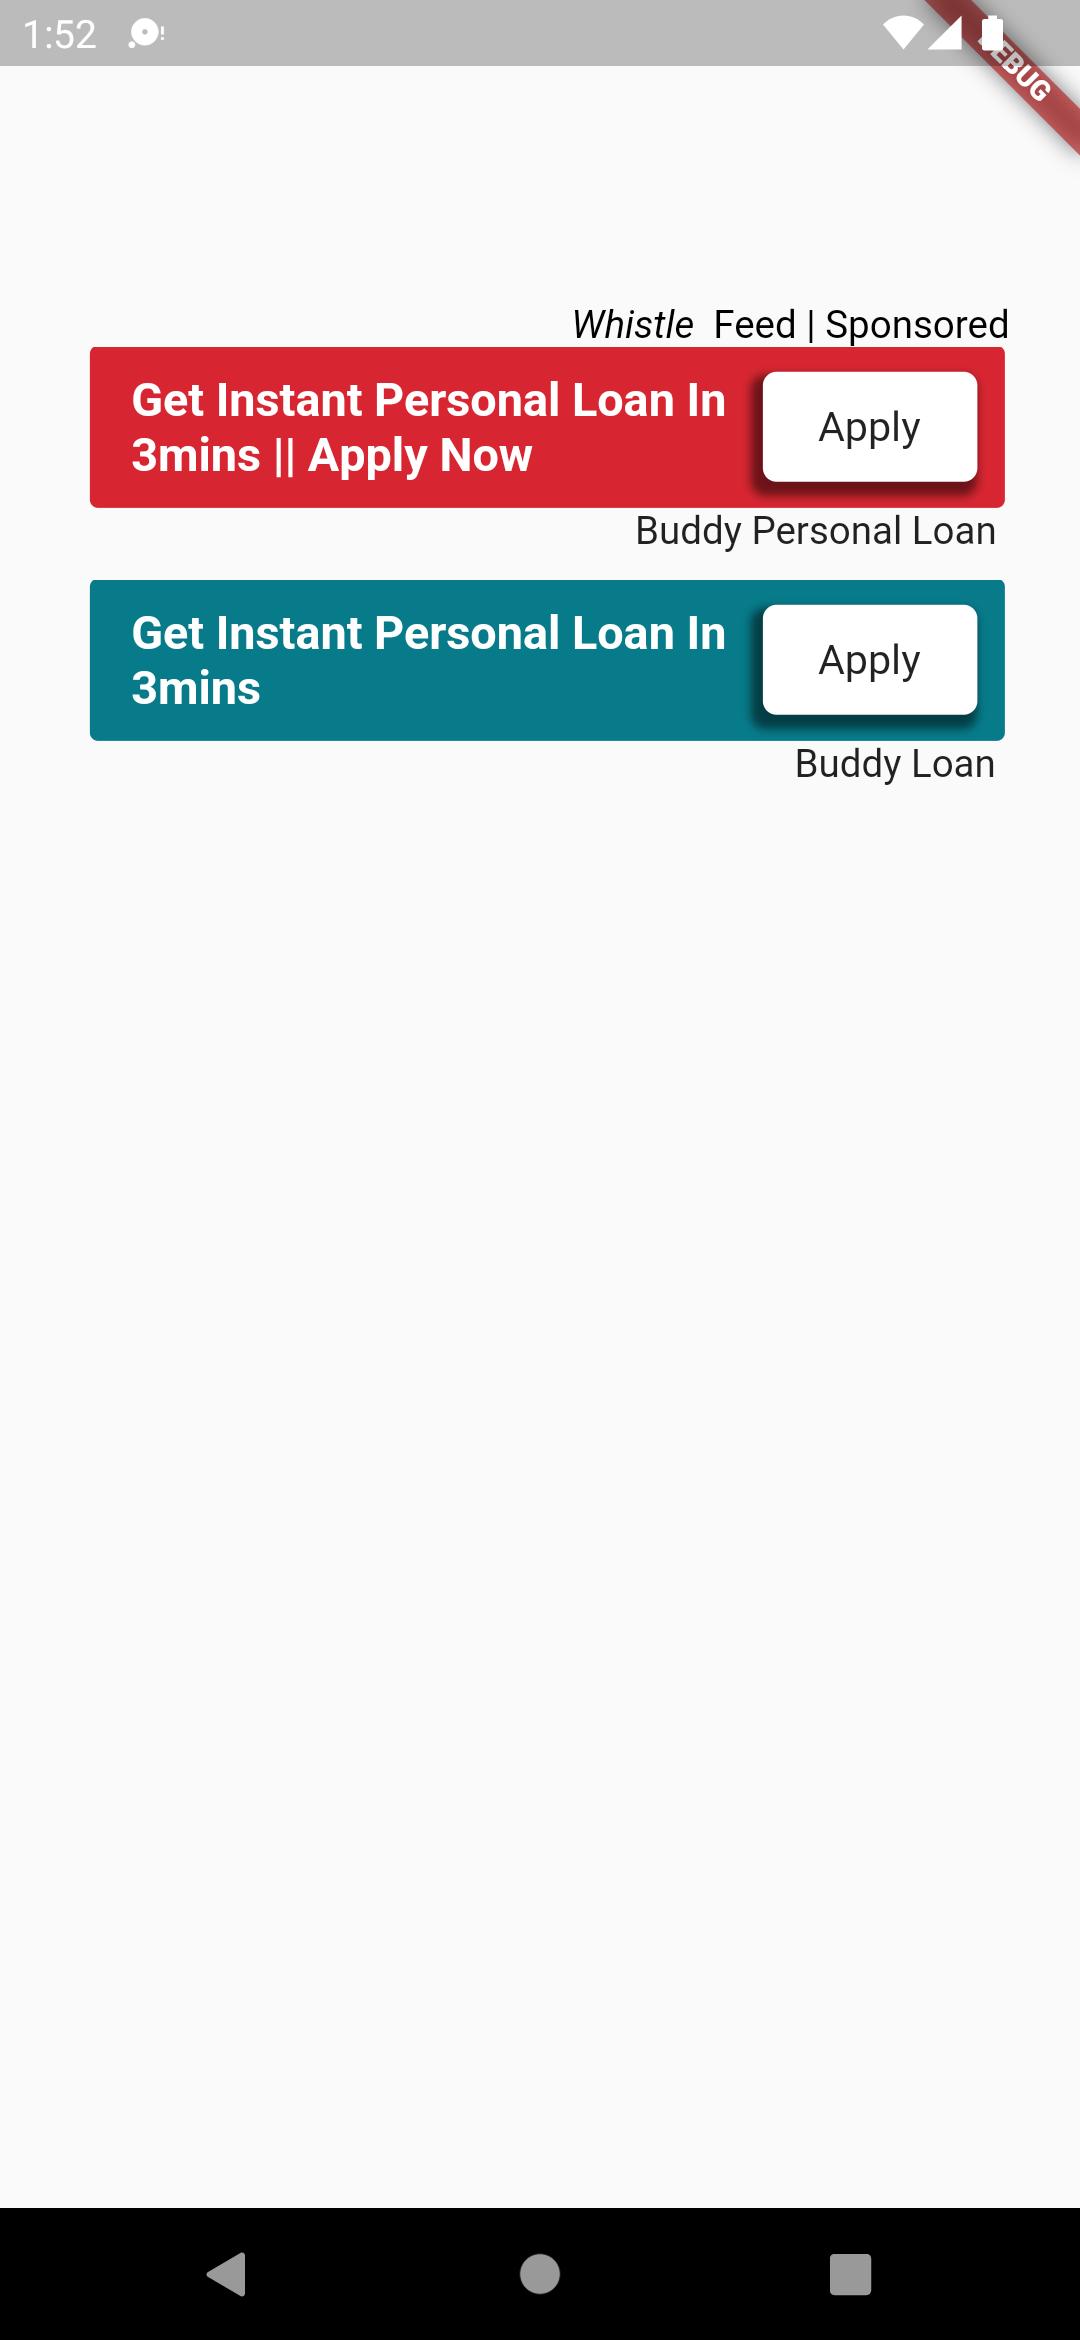 1:52
DEBUG
Whistle Feed | Sponsored
Get Instant Personal Loan In
3mins || Apply Now
Apply
Buddy Personal Loan
Get Instant Personal Loan In
3mins
Apply
Buddy Loan